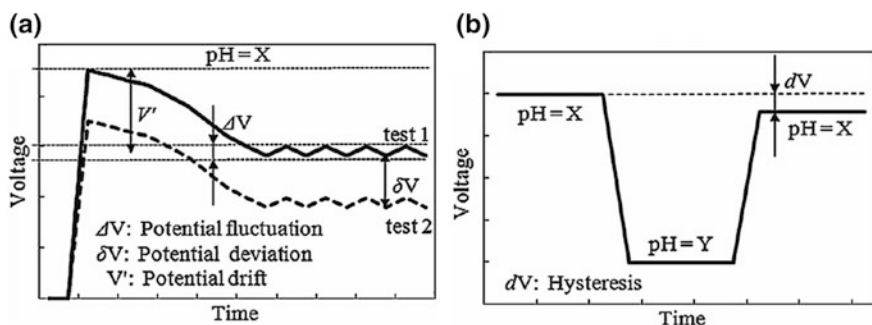 (a)
pH = X
V'
ΔV
test 1
δV
test 2
Voltage
ΔV: Potential fluctuation
δV: Potential deviation
V': Potential drift
Time
(b)
dV
pH = X
pH = X
Voltage
pH = Y
dV: Hysteresis
Time